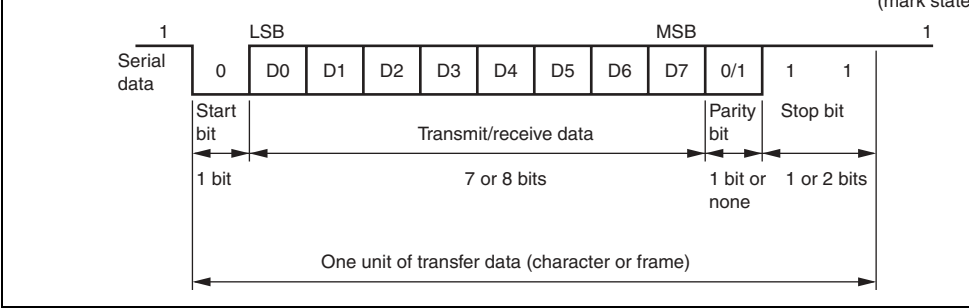 (mark state
1 LSB MSB 1
Serial
data
0 D0 D1 D2 D3 D4 D5 D6 D7 0/1 1 1
Start
bit
Transmit/receive data
Parity
bit
Stop bit
1 bit
7 or 8 bits
1 bit or
none
1 or 2 bits
One unit of transfer data (character or frame)